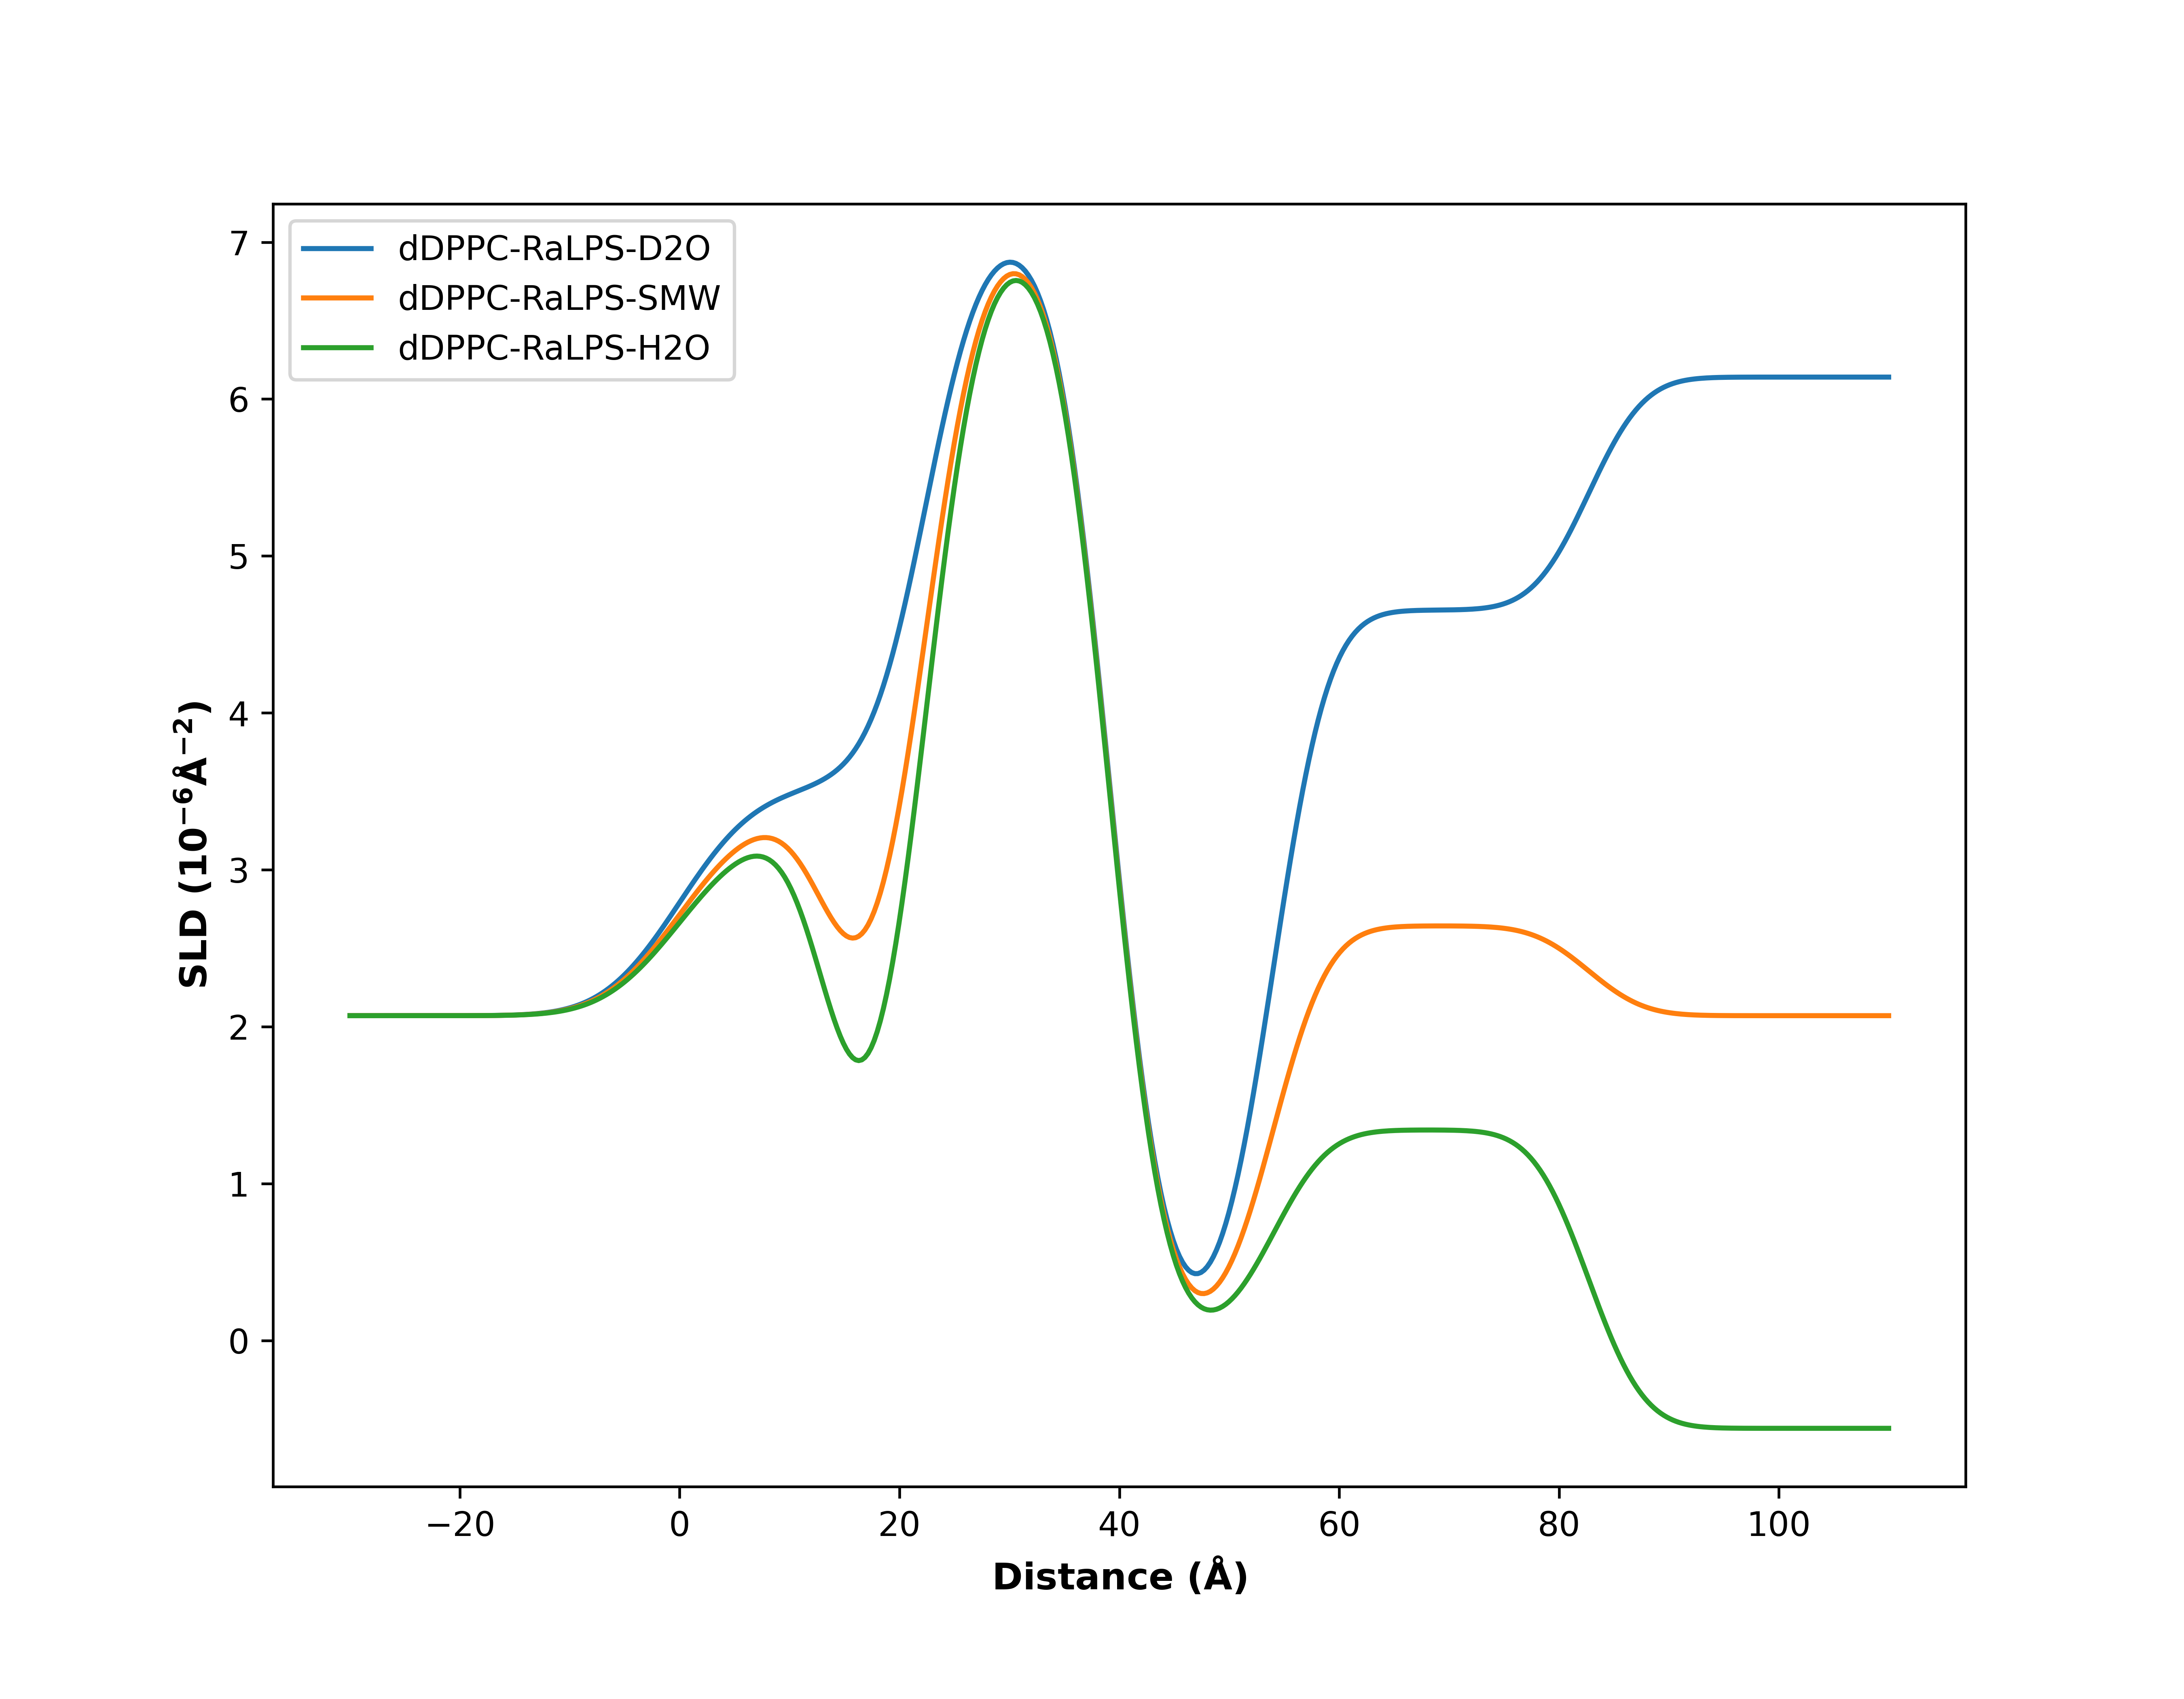 dDPPC-RaLPS-D2O
dDPPC-RaLPS-SMW
dDPPC-RaLPS-H2O
7
6
5
4
3
2
1
0
SLD (10⁻⁶Å⁻²)
−20 0 20 40 60 80 100
Distance (Å)